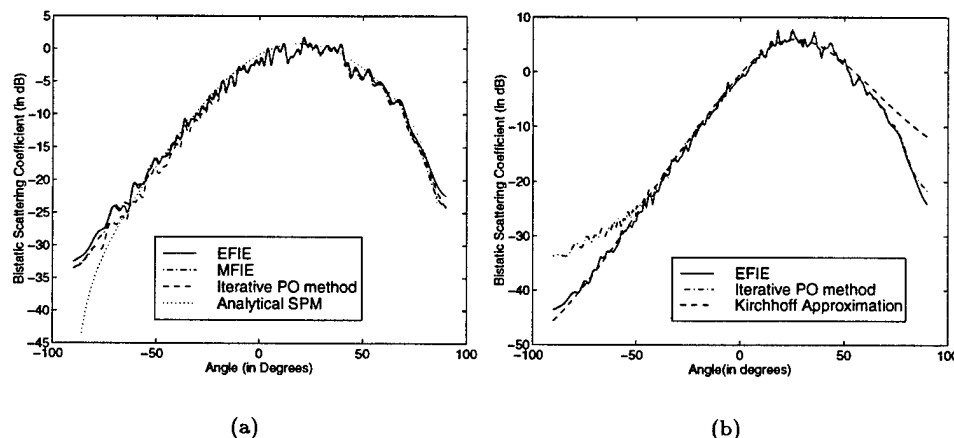 Bistatic Scattering Coefficient (in dB)
5
0
−5
−10
−15
−20
−25
−30
−35
−40
−45
−100
−50
0
50
100
Angle (in Degrees)
EFIE
MFIE
Iterative PO method
Analytical SPM
(a)
Bistatic Scattering Coefficient (in dB)
10
0
−10
−20
−30
−40
−50
−100
−50
0
50
100
Angle(in degrees)
EFIE
Iterative PO method
Kirchhoff Approximation
(b)